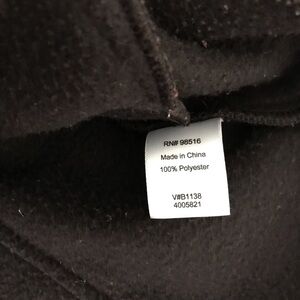 RN# 98516
Made in China
100% Polyester
V#B1138
4005821